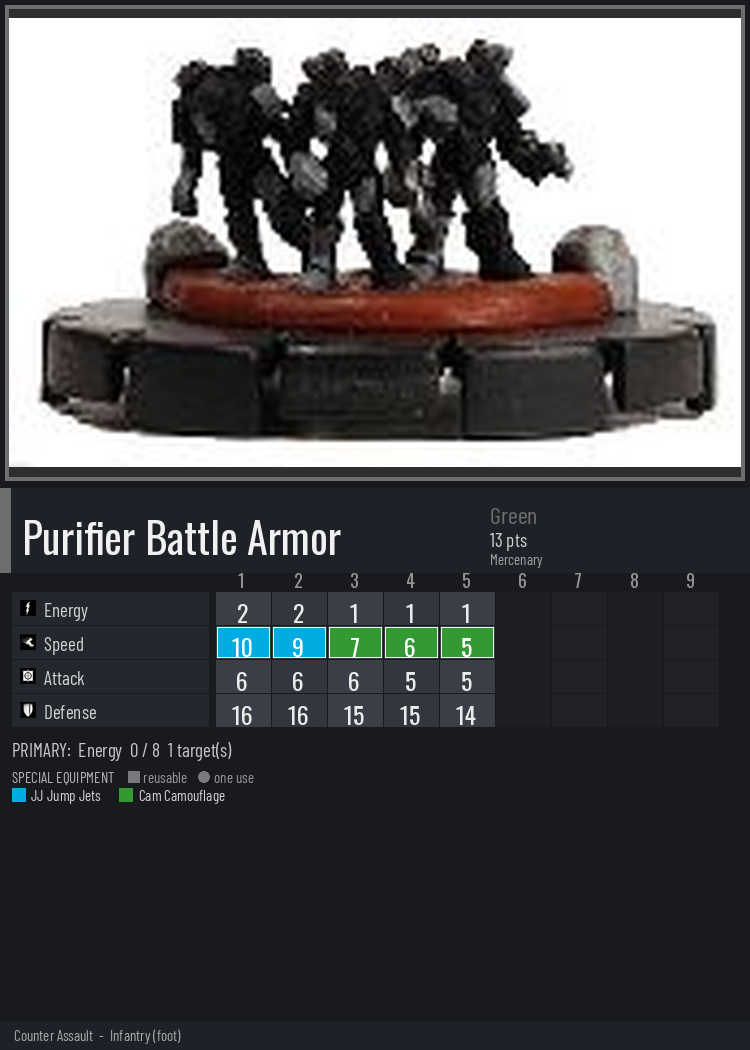 Purifier Battle Armor
Green
13 pts
Mercenary
1 2 3 4 5 6 7 8 9
Energy 2 2 1 1 1
Speed 10 9 7 6 5
Attack 6 6 6 5 5
Defense 16 16 15 15 14
PRIMARY: Energy 0 / 8 1 target(s)
SPECIAL EQUIPMENT reusable one use
JJ Jump Jets Cam Camouflage
Counter Assault - Infantry (foot)